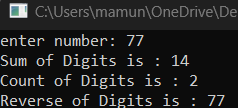 C:\Users\mamun\OneDrive\De
enter number: 77
Sum of Digits is : 14
Count of Digits is : 2
Reverse of Digits is : 77